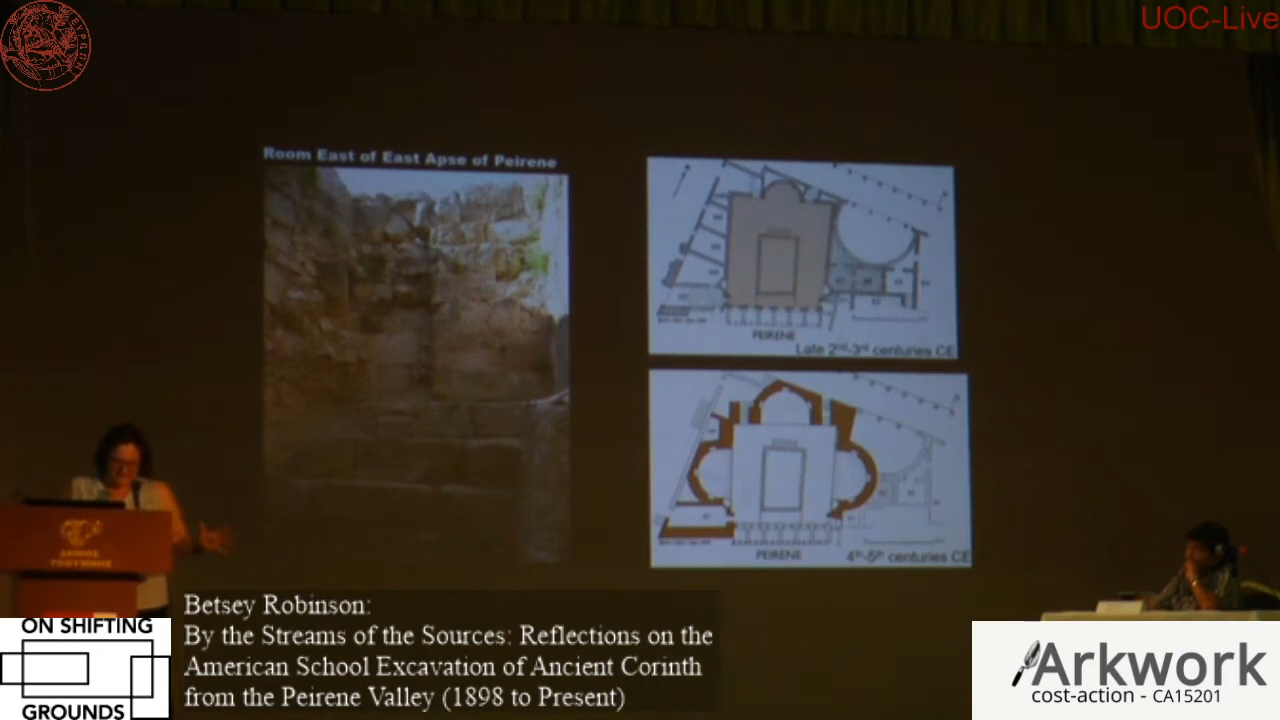 UOC-Live
Room East of East Apse of Peirene
PEIRENE
Late 2nd-3rd centuries CE
PEIRENE
4th-5th centuries CE
ΔΗΜΟΣ
ΡΕΘΥΜΝΗΣ
Betsey Robinson:
By the Streams of the Sources: Reflections on the
American School Excavation of Ancient Corinth
from the Peirene Valley (1898 to Present)
ON SHIFTING
GROUNDS
Arkwork
cost-action - CA15201